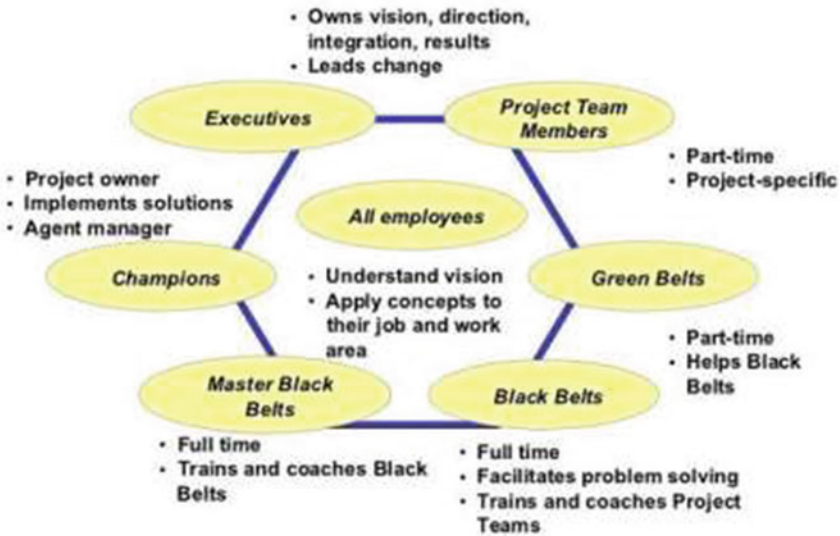 • Owns vision, direction,
integration, results
• Leads change
Executives
Project Team
Members
• Part-time
• Project-specific
• Project owner
• Implements solutions
• Agent manager
All employees
Champions
• Understand vision
• Apply concepts to
their job and work
area
Green Belts
• Part-time
• Helps Black
Belts
Master Black
Belts
Black Belts
• Full time
• Trains and coaches Black
Belts
• Full time
• Facilitates problem solving
• Trains and coaches Project
Teams